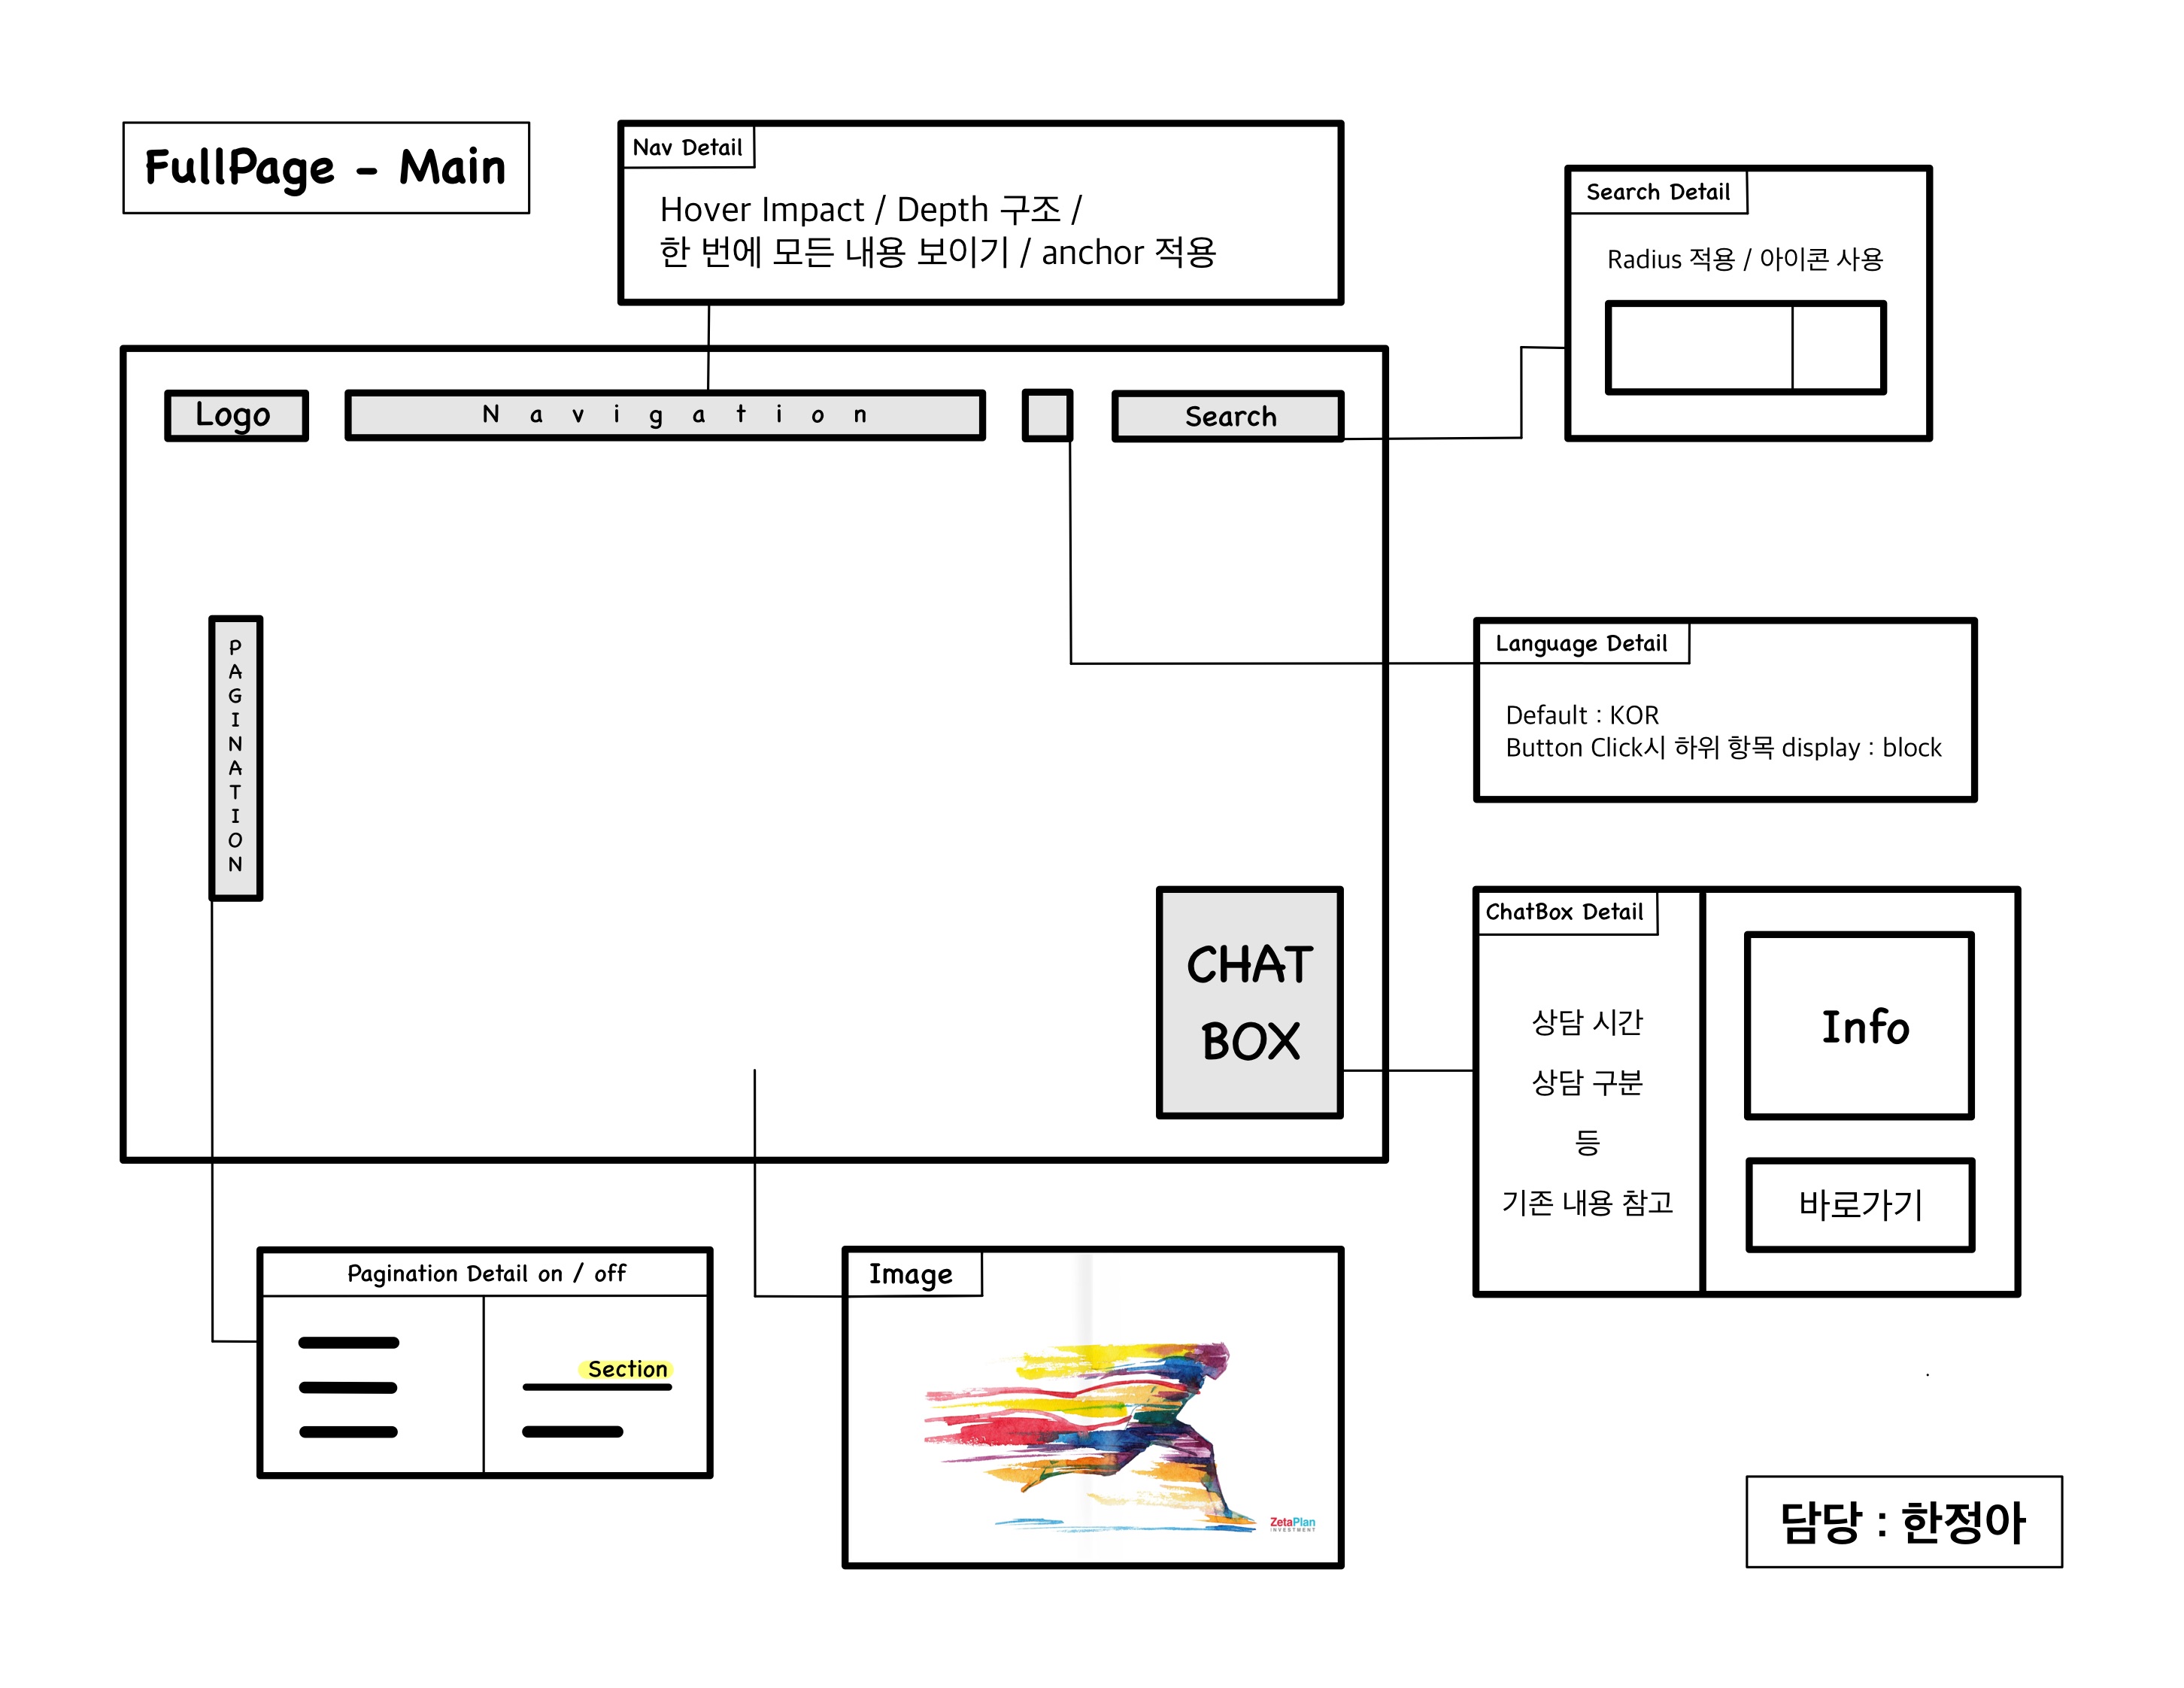 FullPage - Main
Nav Detail
Hover Impact / Depth 구조 /
한 번에 모든 내용 보이기 / anchor 적용
Search Detail
Radius 적용 / 아이콘 사용
Logo
Navigation
Search
PAGINATION
Language Detail
Default : KOR
Button Click시 하위 항목 display : block
CHAT
BOX
ChatBox Detail
상담 시간
상담 구분
등
기존 내용 참고
Info
바로가기
Pagination Detail on / off
Section
Image
ZetaPlan
INVESTMENT
담당 : 한정아